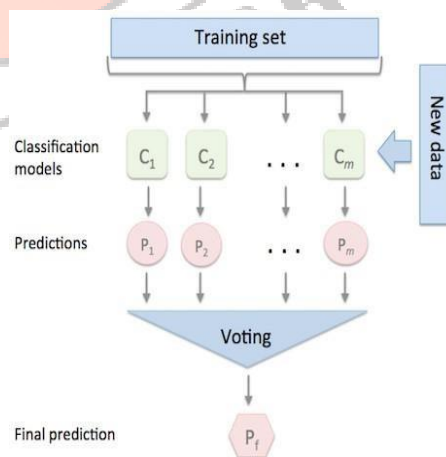 Training set
New data
Classification models
C1 C2 ... Cm
Predictions
P1 P2 ... Pm
Voting
Final prediction
Pf